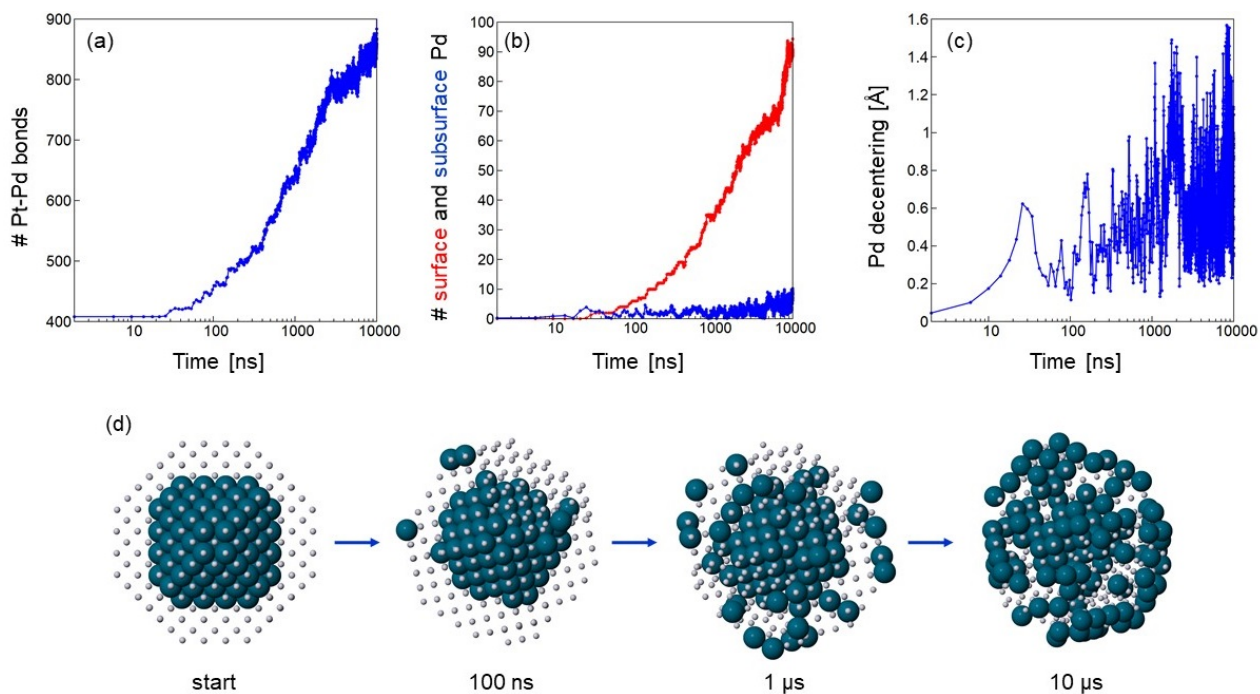 (a)
900
800
700
600
500
400
10
100
1000
10000
# Pt-Pd bonds
Time [ns]
(b)
100
90
80
70
60
50
40
30
20
10
0
10
100
1000
10000
# surface and subsurface Pd
Time [ns]
(c)
1.6
1.4
1.2
1
0.8
0.6
0.4
0.2
0
10
100
1000
10000
Pd decentering [Å]
Time [ns]
(d)
start
100 ns
1 µs
10 µs